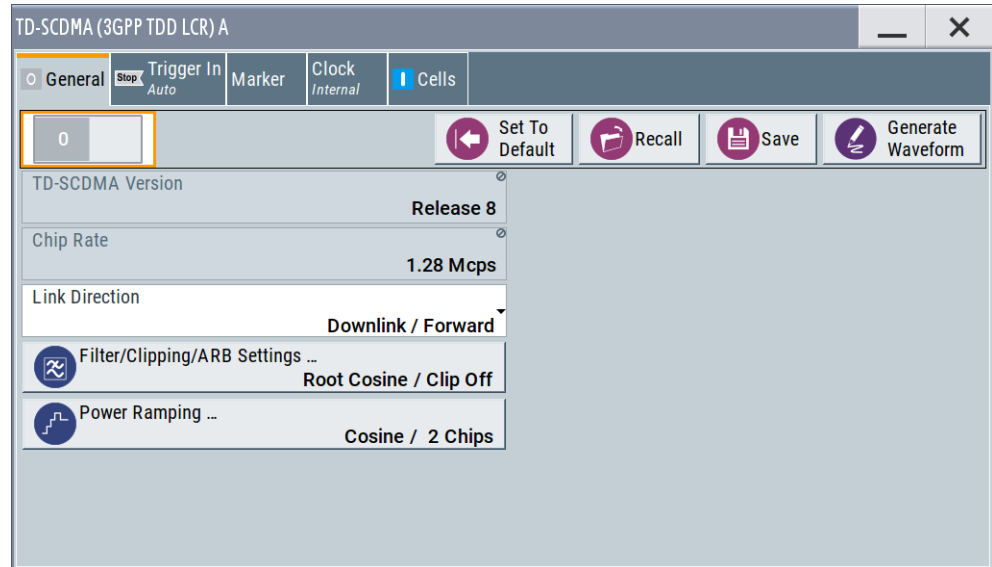 TD-SCDMA (3GPP TDD LCR) A
0 General
Stop
Trigger In
Auto
Marker
Clock
Internal
Cells
0
Set To
Default
Recall
Save
Generate
Waveform
TD-SCDMA Version
Release 8
Chip Rate
1.28 Mcps
Link Direction
Downlink / Forward
Filter/Clipping/ARB Settings ...
Root Cosine / Clip Off
Power Ramping ...
Cosine / 2 Chips